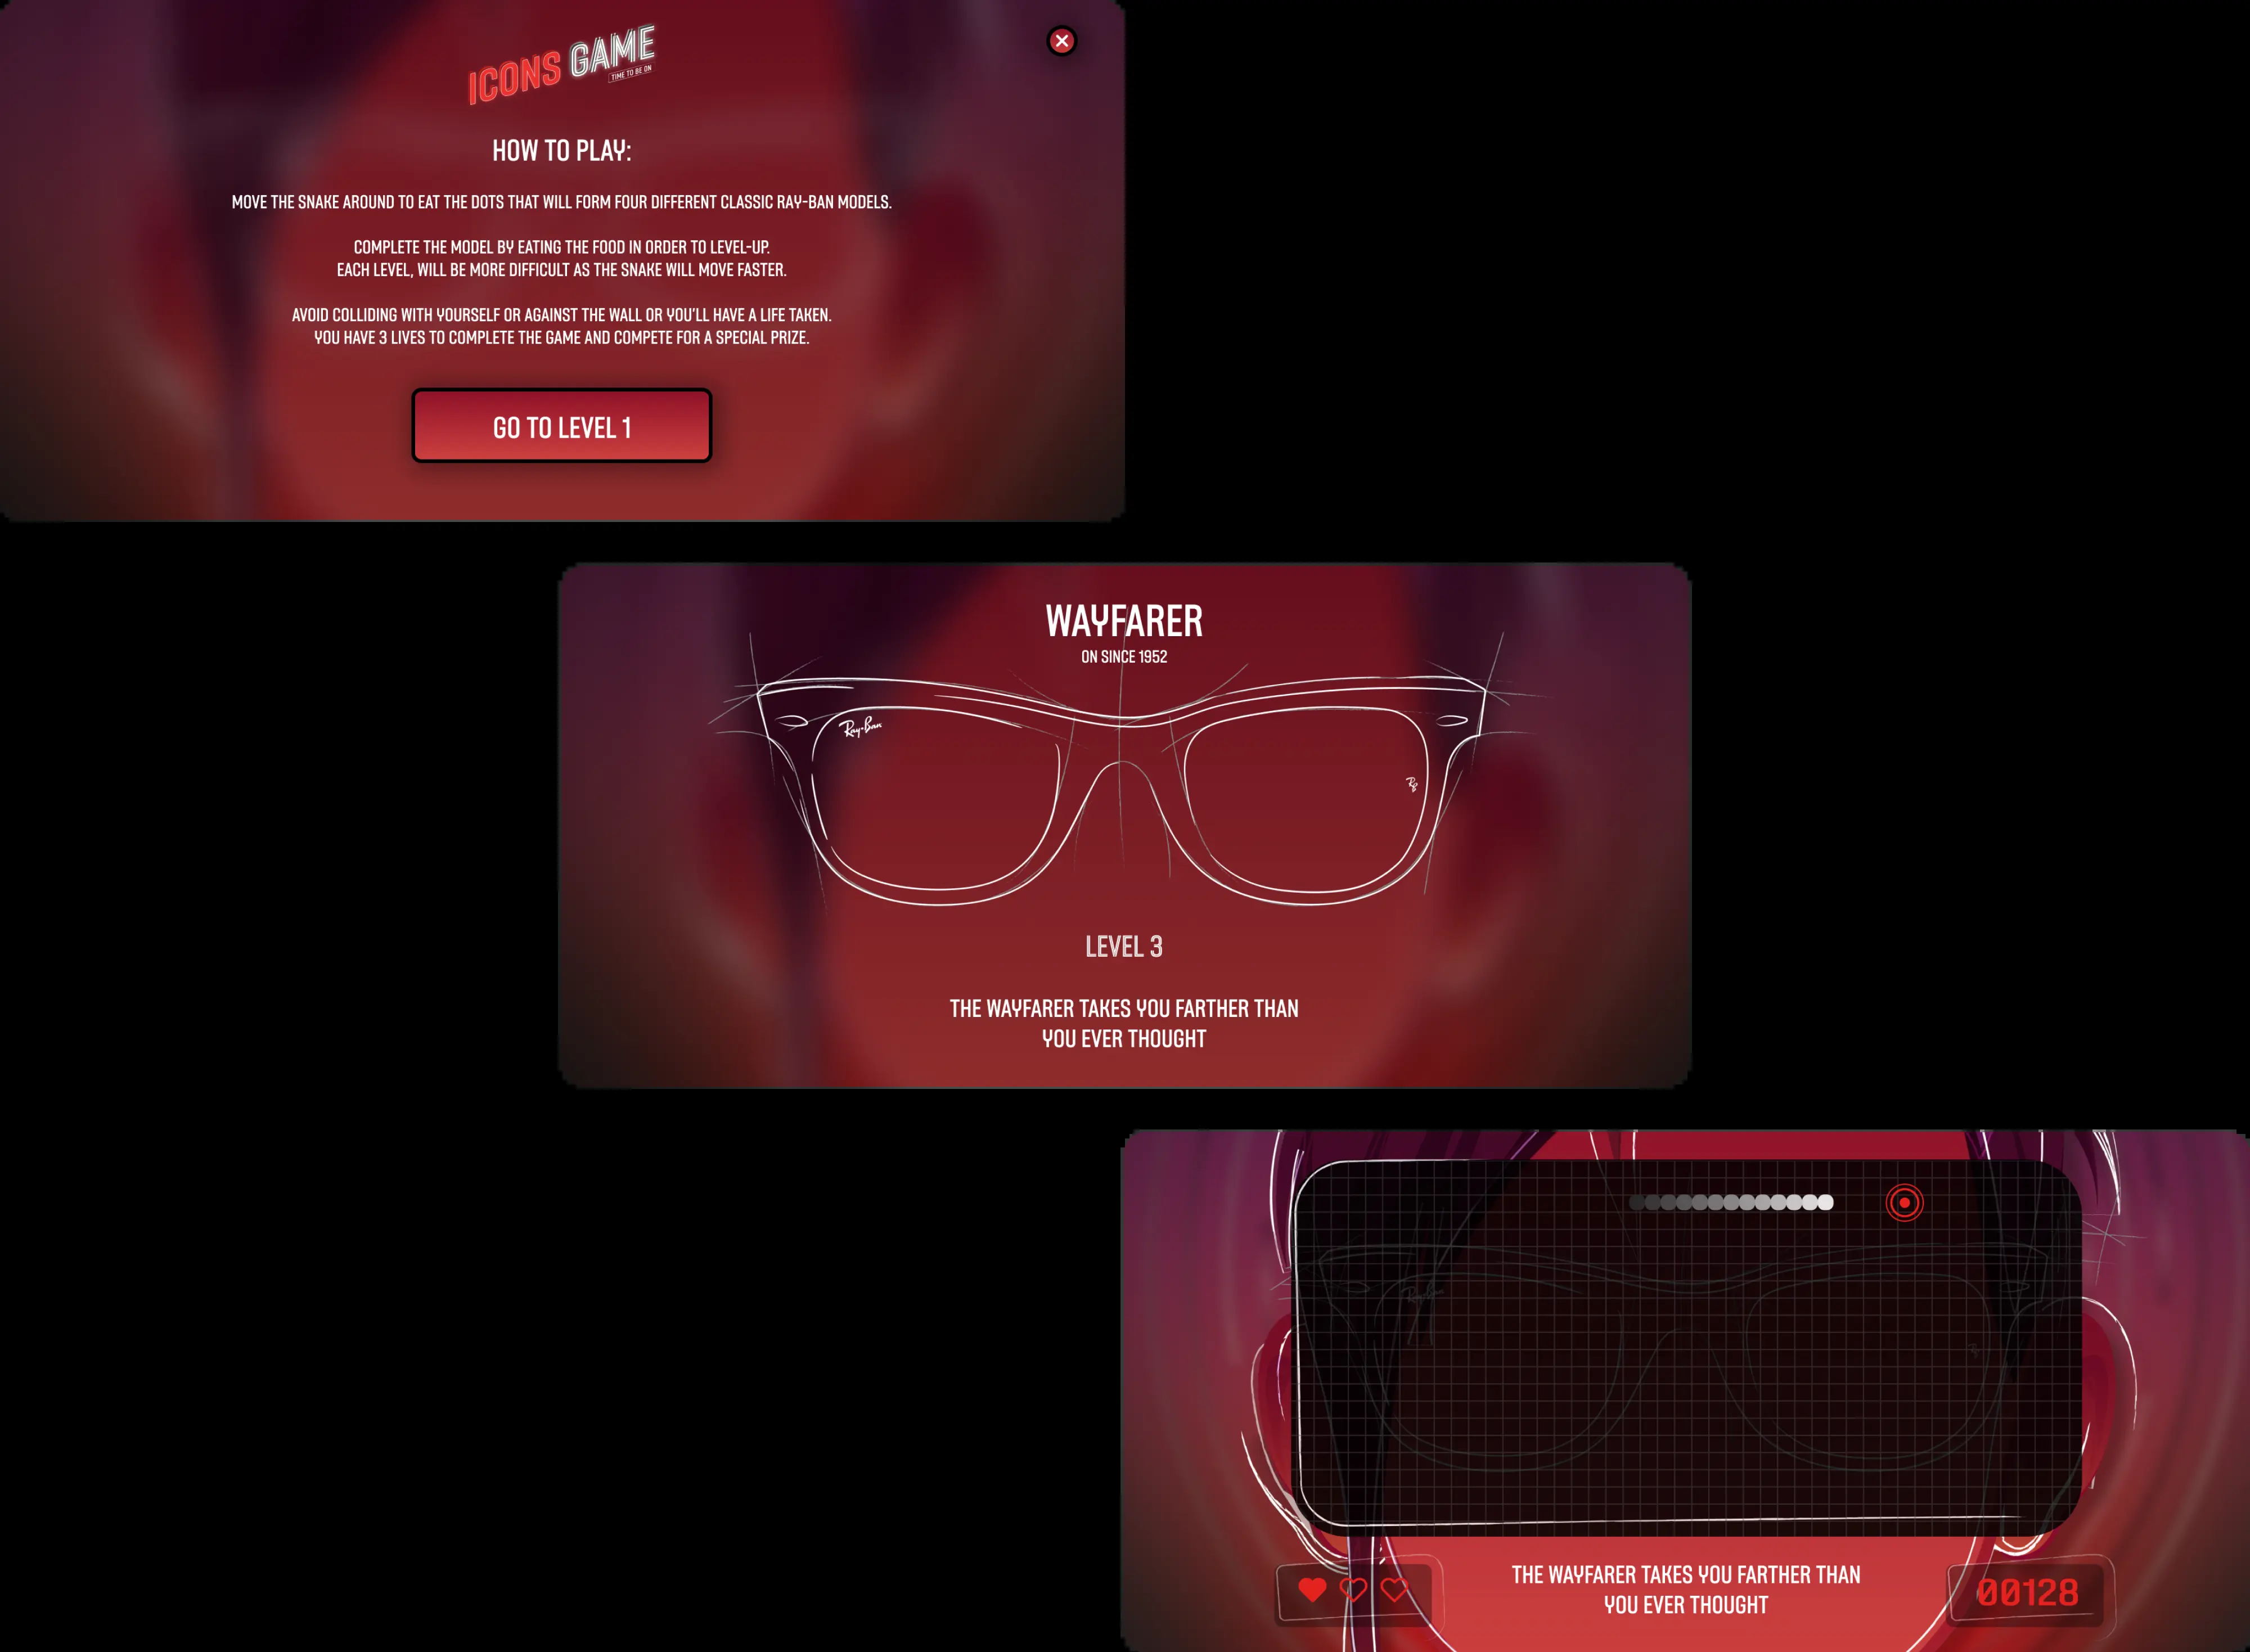 ICONS GAME
TIME TO BE ON
HOW TO PLAY:
MOVE THE SNAKE AROUND TO EAT THE DOTS THAT WILL FORM FOUR DIFFERENT CLASSIC RAY-BAN MODELS.
COMPLETE THE MODEL BY EATING THE FOOD IN ORDER TO LEVEL-UP.
EACH LEVEL, WILL BE MORE DIFFICULT AS THE SNAKE WILL MOVE FASTER.
AVOID COLLIDING WITH YOURSELF OR AGAINST THE WALL OR YOU'LL HAVE A LIFE TAKEN.
YOU HAVE 3 LIVES TO COMPLETE THE GAME AND COMPETE FOR A SPECIAL PRIZE.
GO TO LEVEL 1
WAYFARER
ON SINCE 1952
Ray-Ban
RB
LEVEL 3
THE WAYFARER TAKES YOU FARTHER THAN
YOU EVER THOUGHT
Ray-Ban
THE WAYFARER TAKES YOU FARTHER THAN
YOU EVER THOUGHT
00128